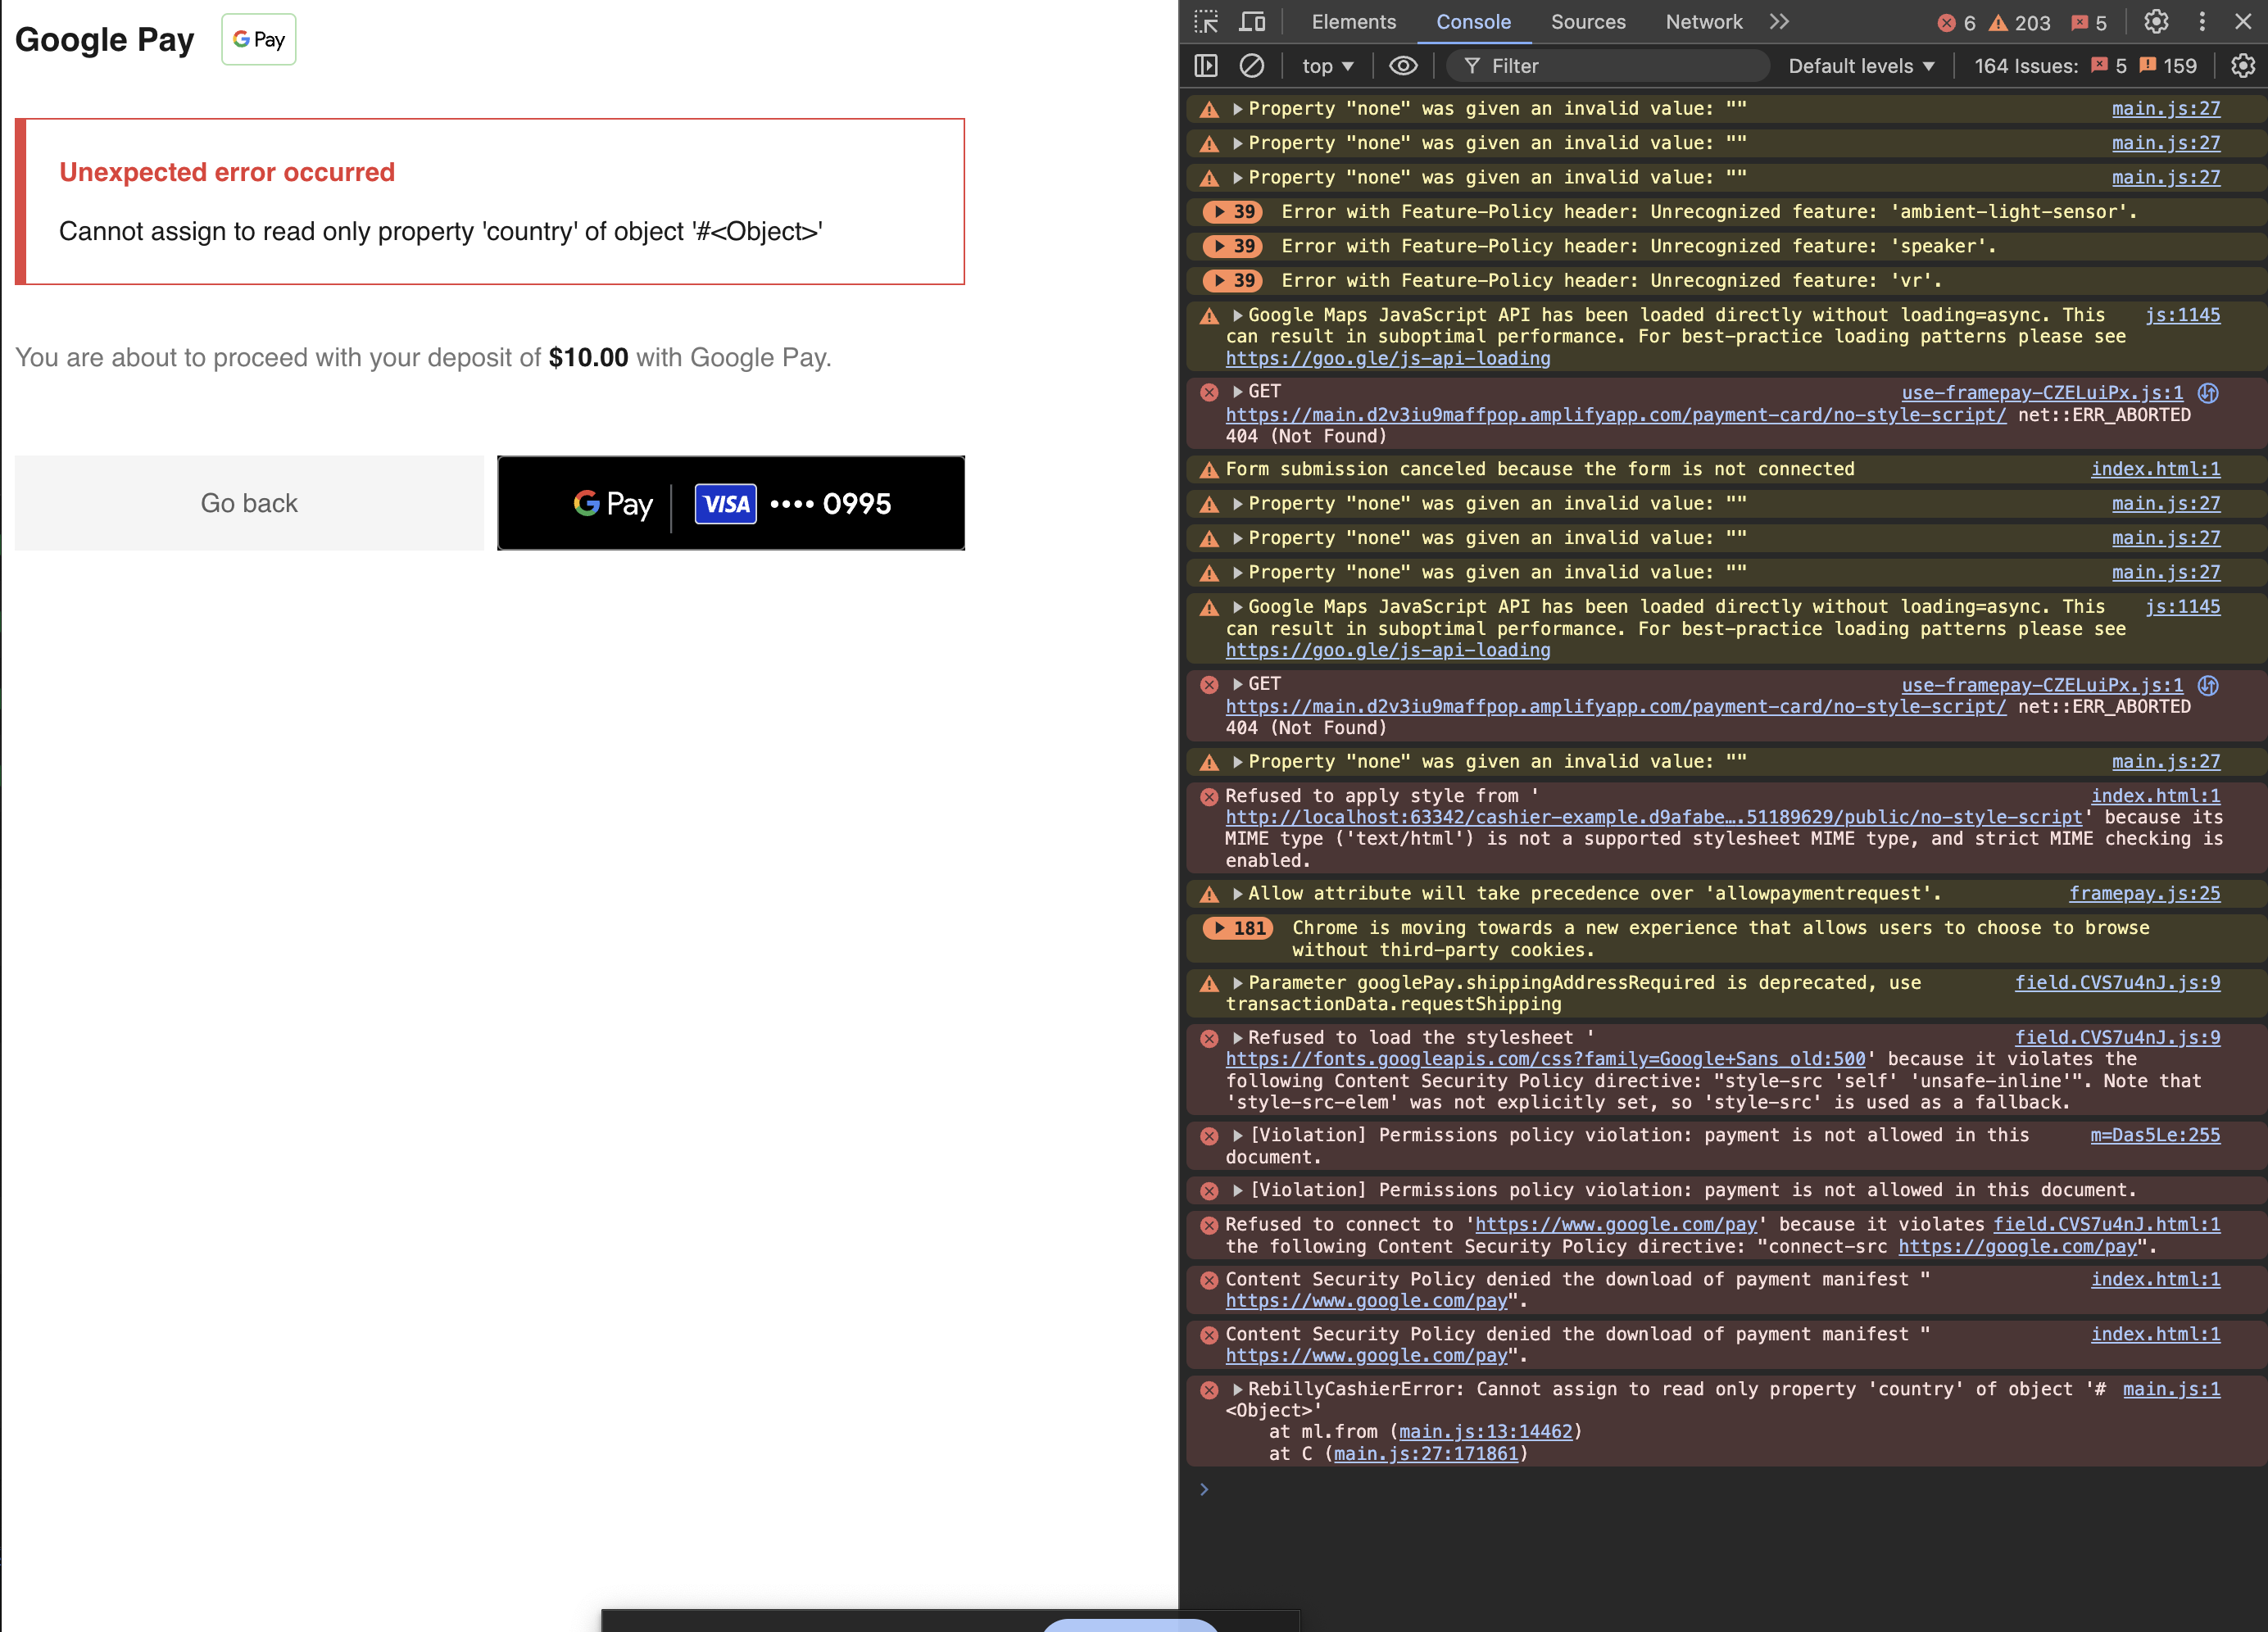 Google Pay
G Pay
Unexpected error occurred
Cannot assign to read only property 'country' of object '#<Object>'
You are about to proceed with your deposit of $10.00 with Google Pay.
Go back
G Pay | VISA •••• 0995
Elements Console Sources Network 6 203 5
top Filter Default levels 164 Issues: 5 159
Property "none" was given an invalid value: "" main.js:27
Property "none" was given an invalid value: "" main.js:27
Property "none" was given an invalid value: "" main.js:27
39 Error with Feature-Policy header: Unrecognized feature: 'ambient-light-sensor'.
39 Error with Feature-Policy header: Unrecognized feature: 'speaker'.
39 Error with Feature-Policy header: Unrecognized feature: 'vr'.
Google Maps JavaScript API has been loaded directly without loading=async. This js:1145
can result in suboptimal performance. For best-practice loading patterns please see
https://goo.gle/js-api-loading
GET use-framepay-CZELuiPx.js:1
https://main.d2v3iu9maffpop.amplifyapp.com/payment-card/no-style-script/ net::ERR_ABORTED
404 (Not Found)
Form submission canceled because the form is not connected index.html:1
Property "none" was given an invalid value: "" main.js:27
Property "none" was given an invalid value: "" main.js:27
Property "none" was given an invalid value: "" main.js:27
Google Maps JavaScript API has been loaded directly without loading=async. This js:1145
can result in suboptimal performance. For best-practice loading patterns please see
https://goo.gle/js-api-loading
GET use-framepay-CZELuiPx.js:1
https://main.d2v3iu9maffpop.amplifyapp.com/payment-card/no-style-script/ net::ERR_ABORTED
404 (Not Found)
Property "none" was given an invalid value: "" main.js:27
Refused to apply style from ' index.html:1
http://localhost:63342/cashier-example.d9afabe….51189629/public/no-style-script' because its
MIME type ('text/html') is not a supported stylesheet MIME type, and strict MIME checking is
enabled.
Allow attribute will take precedence over 'allowpaymentrequest'. framepay.js:25
181 Chrome is moving towards a new experience that allows users to choose to browse
without third-party cookies.
Parameter googlePay.shippingAddressRequired is deprecated, use field.CVS7u4nJ.js:9
transactionData.requestShipping
Refused to load the stylesheet ' field.CVS7u4nJ.js:9
https://fonts.googleapis.com/css?family=Google+Sans_old:500' because it violates the
following Content Security Policy directive: "style-src 'self' 'unsafe-inline'". Note that
'style-src-elem' was not explicitly set, so 'style-src' is used as a fallback.
[Violation] Permissions policy violation: payment is not allowed in this m=Das5Le:255
document.
[Violation] Permissions policy violation: payment is not allowed in this document.
Refused to connect to 'https://www.google.com/pay' because it violates field.CVS7u4nJ.html:1
the following Content Security Policy directive: "connect-src https://google.com/pay".
Content Security Policy denied the download of payment manifest " index.html:1
https://www.google.com/pay".
Content Security Policy denied the download of payment manifest " index.html:1
https://www.google.com/pay".
RebillyCashierError: Cannot assign to read only property 'country' of object '# main.js:1
<Object>'
at ml.from (main.js:13:14462)
at C (main.js:27:171861)